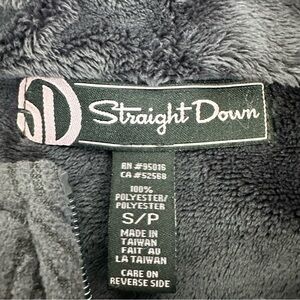 SD Straight Down
RN #95016
CA #52568
100%
POLYESTER/
POLYESTER
S/P
MADE IN
TAIWAN
FAIT AU
LA TAIWAN
CARE ON
REVERSE SIDE